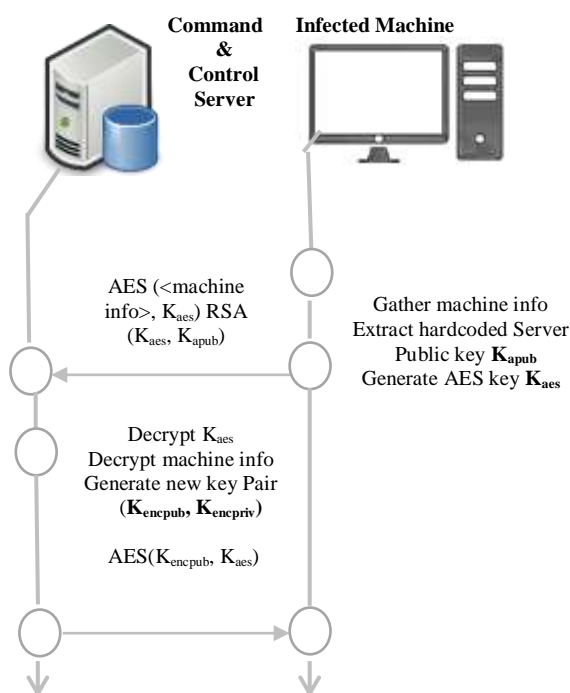 Command
&
Control
Server
Infected Machine
AES (<machine
info>, Kaes) RSA
(Kaes, Kapub)
Gather machine info
Extract hardcoded Server
Public key Kapub
Generate AES key Kaes
Decrypt Kaes
Decrypt machine info
Generate new key Pair
(Kencpub, Kencpriv)
AES(Kencpub, Kaes)